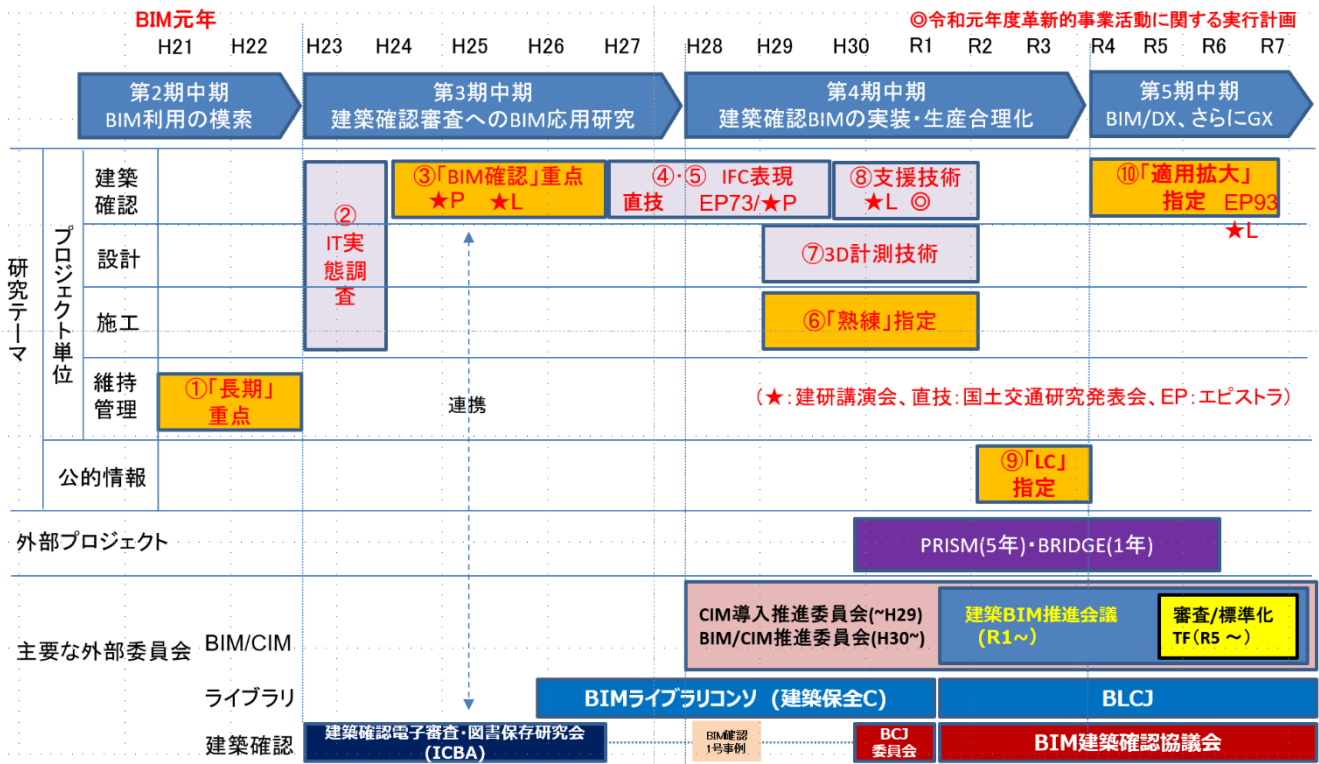 BIM元年
◎令和元年度革新的事業活動に関する実行計画
H21 H22 H23 H24 H25 H26 H27 H28 H29 H30 R1 R2 R3 R4 R5 R6 R7
第2期中期
BIM利用の模索
第3期中期
建築確認審査へのBIM応用研究
第4期中期
建築確認BIMの実装・生産合理化
第5期中期
BIM/DX、さらにGX
研究テーマ
プロジェクト単位
建築
確認
②
IT実
態調
査
③「BIM確認」重点
★P ★L
④・⑤ IFC表現
直技 EP73/★P
⑧支援技術
★L ◎
⑩「適用拡大」
指定 EP93
★L
設計
⑦3D計測技術
施工
⑥「熟練」指定
維持
管理
①「長期」
重点
連携
(★:建研講演会、直技:国土交通研究発表会、EP:エピストラ)
公的情報
⑨「LC」
指定
外部プロジェクト
PRISM(5年)・BRIDGE(1年)
主要な外部委員会
BIM/CIM
CIM導入推進委員会(~H29)
BIM/CIM推進委員会(H30~)
建築BIM推進会議
(R1~)
審査/標準化
TF(R5 ~)
ライブラリ
BIMライブラリコンソ (建築保全C)
BLCJ
建築確認
建築確認電子審査・図書保存研究会
(ICBA)
BIM確認
1号事例
BCJ
委員会
BIM建築確認協議会